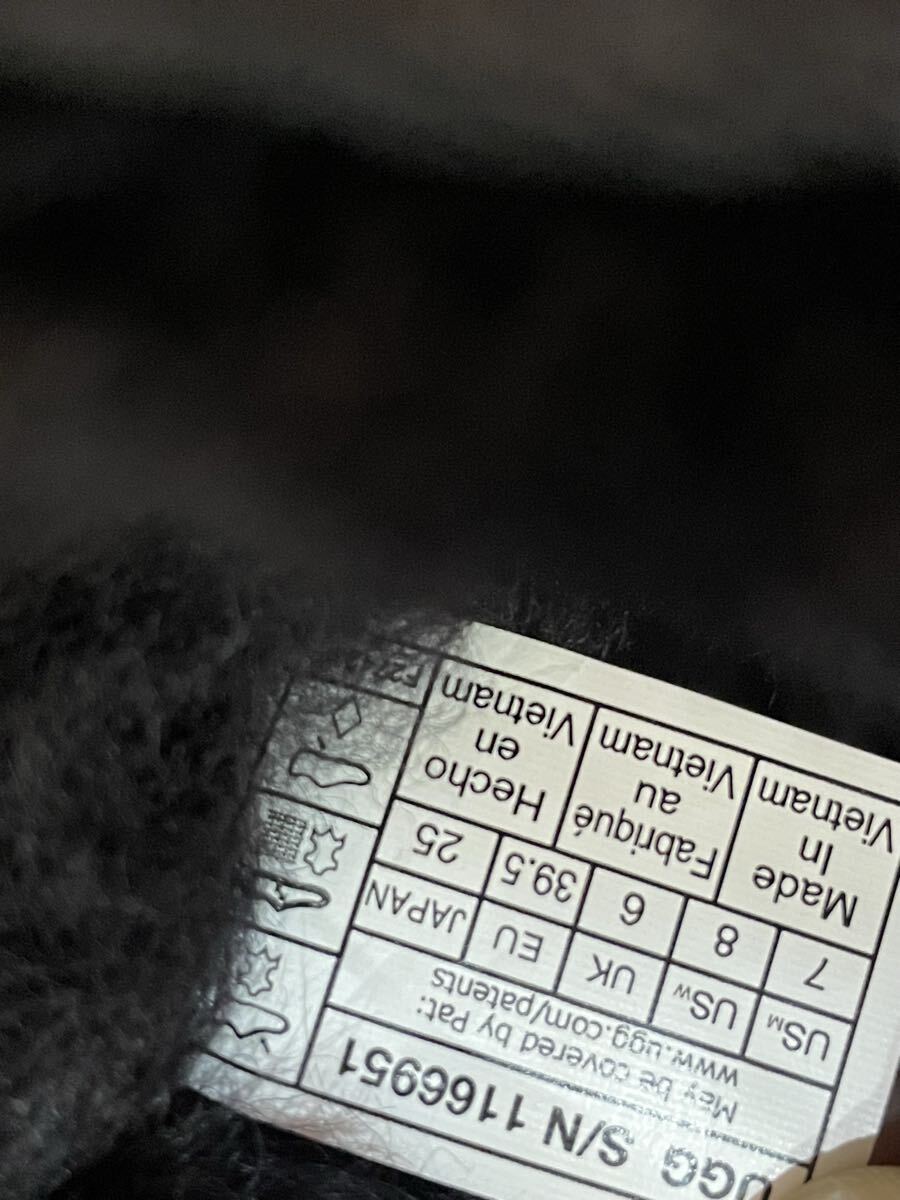 UGG S/N 1166951
May be covered by Pat:
www.ugg.com/patents
USM USW UK EU JAPAN
7 8 6 39.5 25
Made In Vietnam
Fabriqué au Vietnam
Hecho en Vietnam